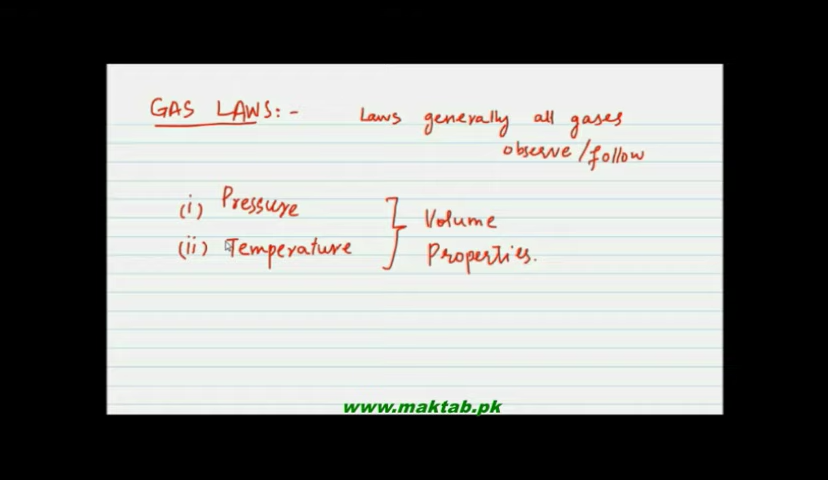 GAS LAWS:- Laws generally all gases
observe/follow
(i) Pressure
(ii) Temperature
Volume
Properties.
www.maktab.pk